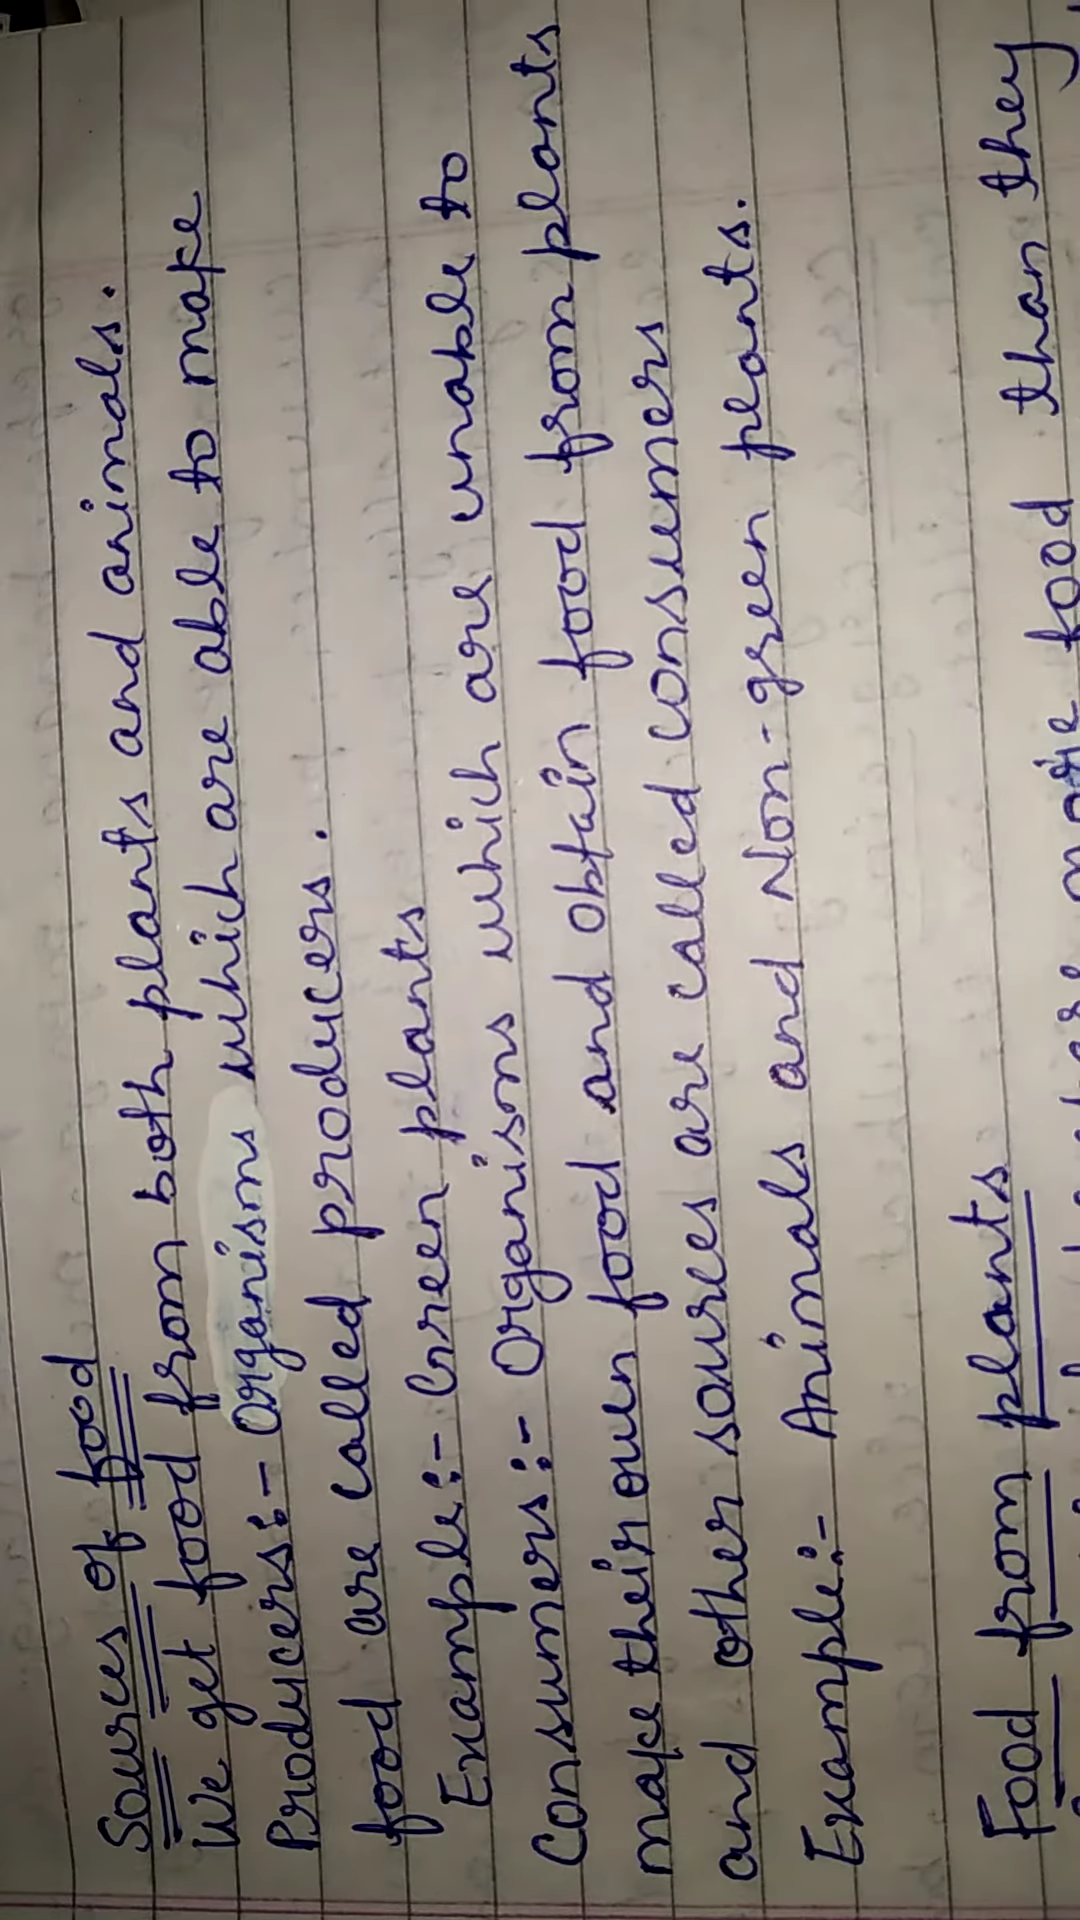 Sources of food
We get food from both plants and animals.
Producers:- Organisms which are able to make
food are called producers.
Example:- Green plants
Consumers:- Organisms which are unable to
make their own food and obtain food from plants
and other sources are called consumers
Example:- Animals and Non-green plants.
Food from plants
more food than they